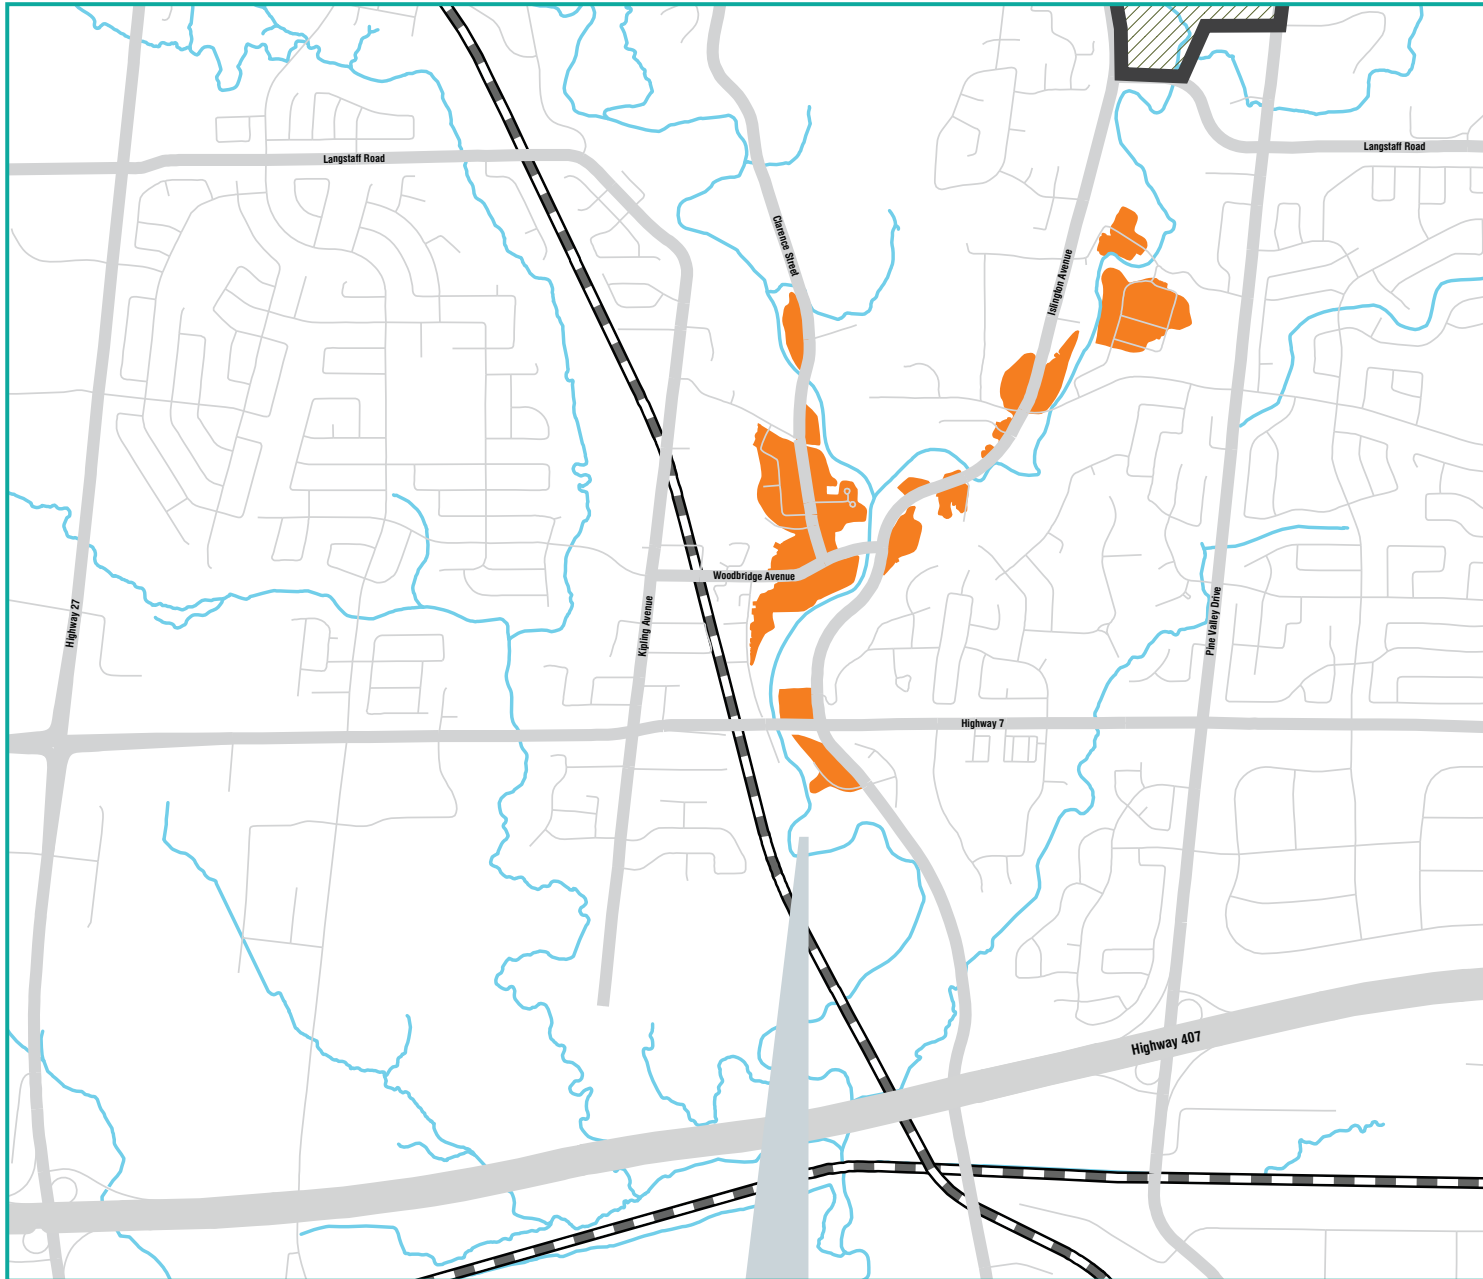 Langstaff Road
Langstaff Road
Clarence Street
Islington Avenue
Woodbridge Avenue
Highway 27
Kipling Avenue
Pine Valley Drive
Highway 7
Highway 407